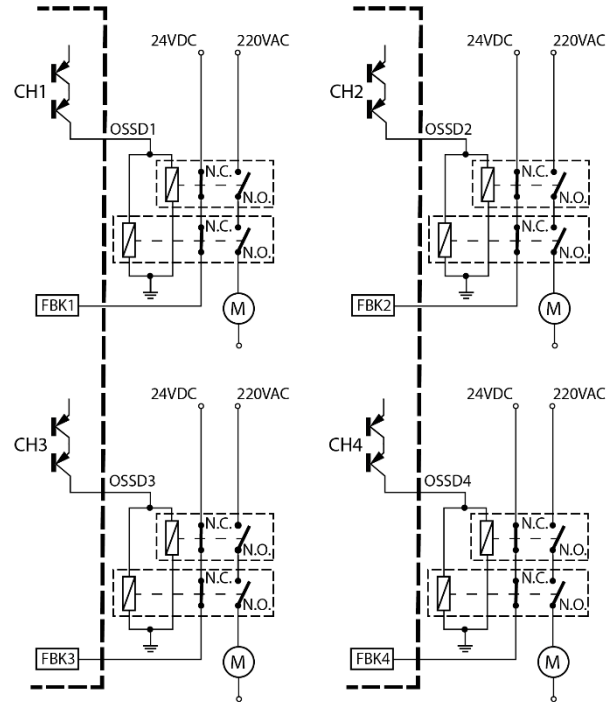 24VDC 220VAC
CH1
OSSD1
N.C.
N.O.
N.C.
N.O.
FBK1
M
24VDC 220VAC
CH2
OSSD2
N.C.
N.O.
N.C.
N.O.
FBK2
M
24VDC 220VAC
CH3
OSSD3
N.C.
N.O.
N.C.
N.O.
FBK3
M
24VDC 220VAC
CH4
OSSD4
N.C.
N.O.
N.C.
N.O.
FBK4
M